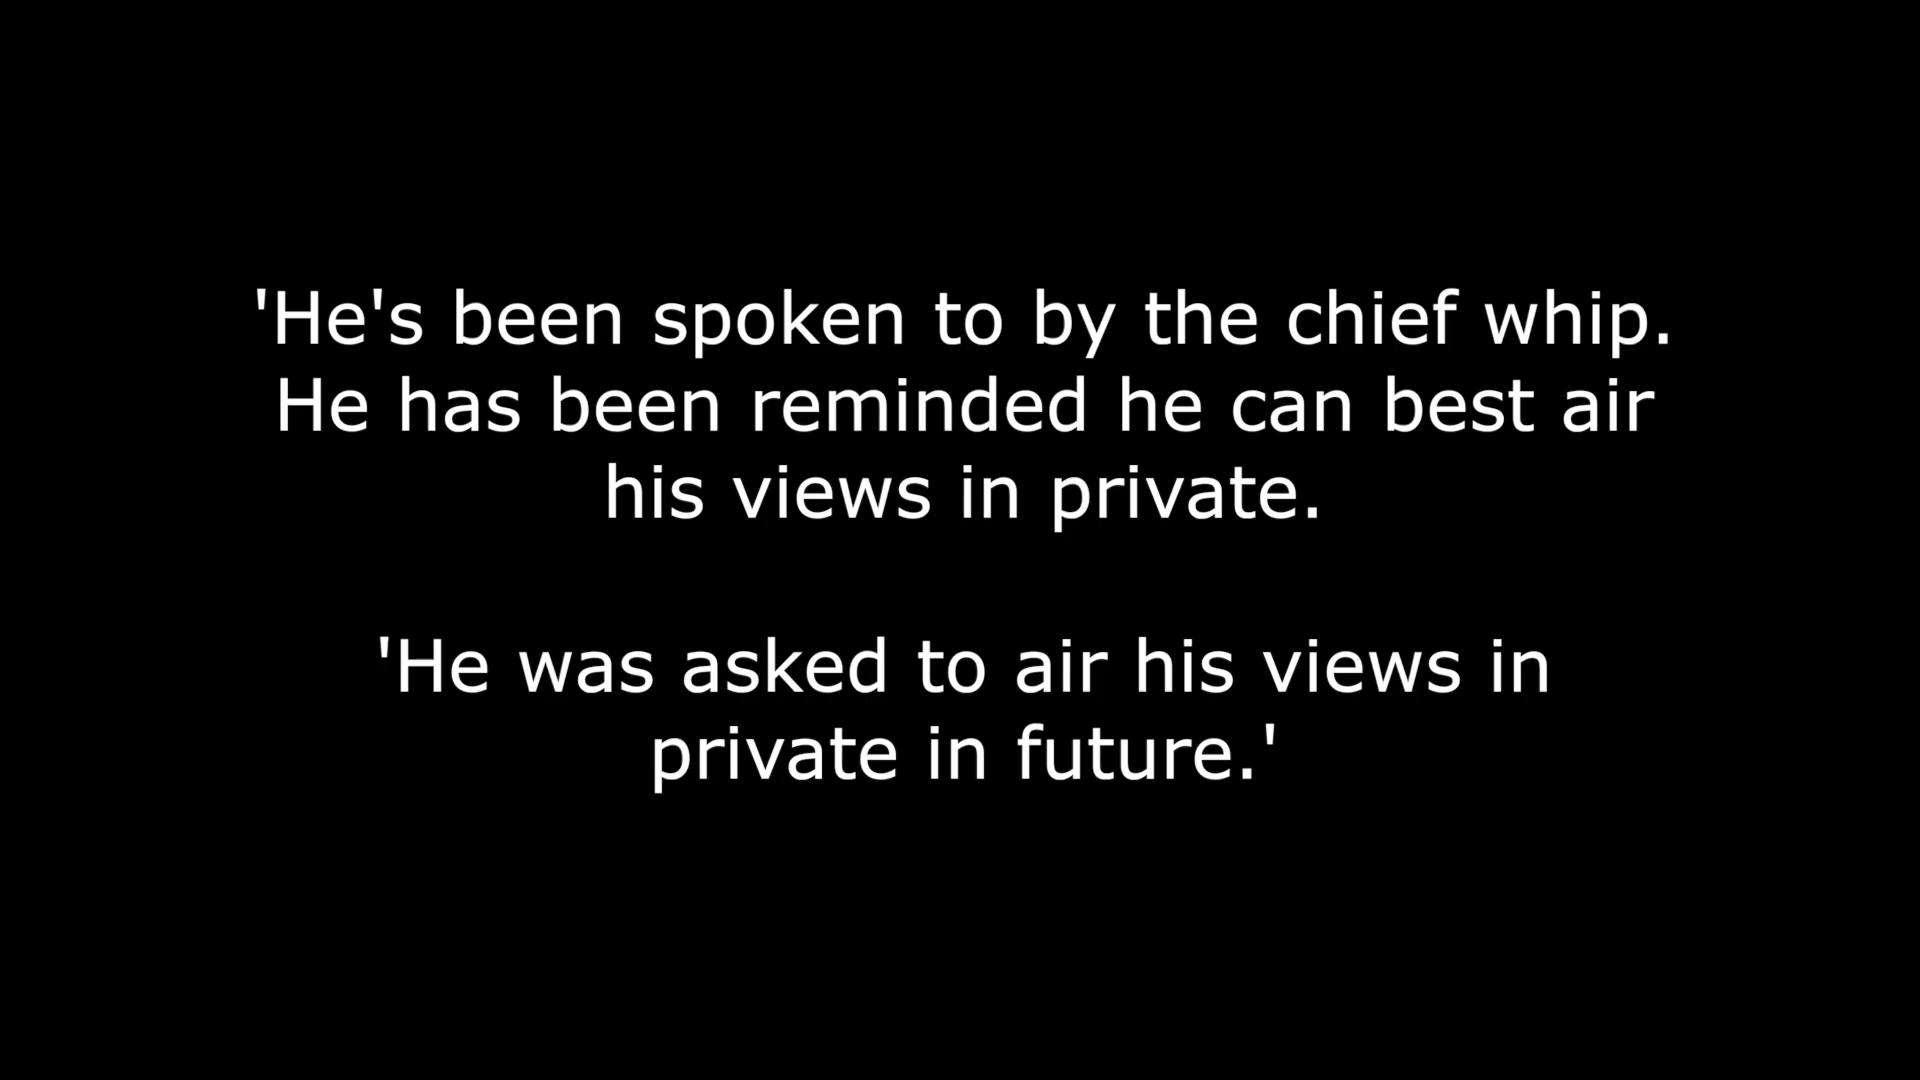 'He's been spoken to by the chief whip.
He has been reminded he can best air
his views in private.
'He was asked to air his views in
private in future.'